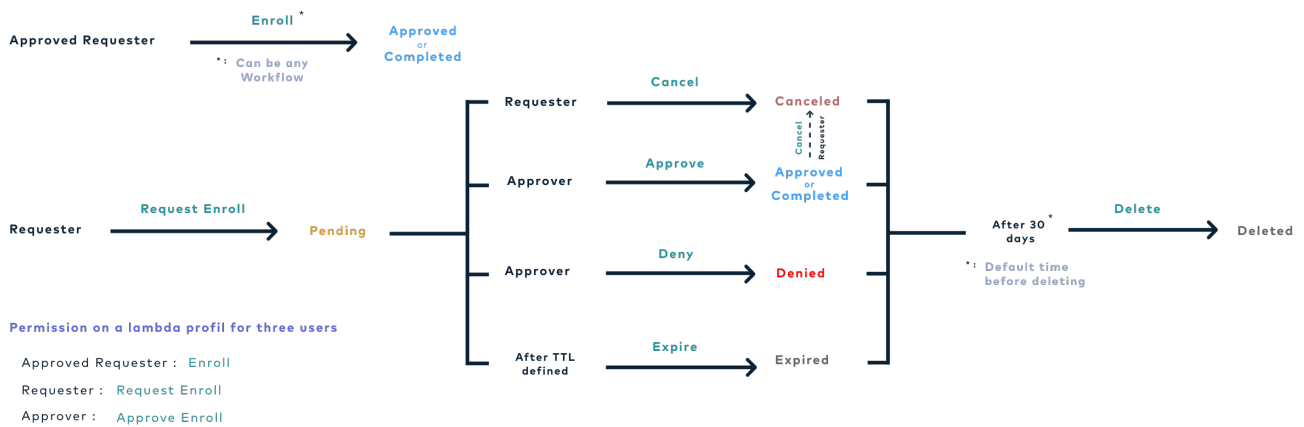 Enroll *
Approved Requester
Approved
or
Completed
*: Can be any
Workflow
Requester
Cancel
Canceled
Cancel
Requester
Approver
Approve
Approved
or
Completed
Requester
Request Enroll
Pending
After 30 *
days
Delete
Deleted
*: Default time
before deleting
Approver
Deny
Denied
After TTL
defined
Expire
Expired
Permission on a lambda profil for three users
Approved Requester : Enroll
Requester : Request Enroll
Approver : Approve Enroll